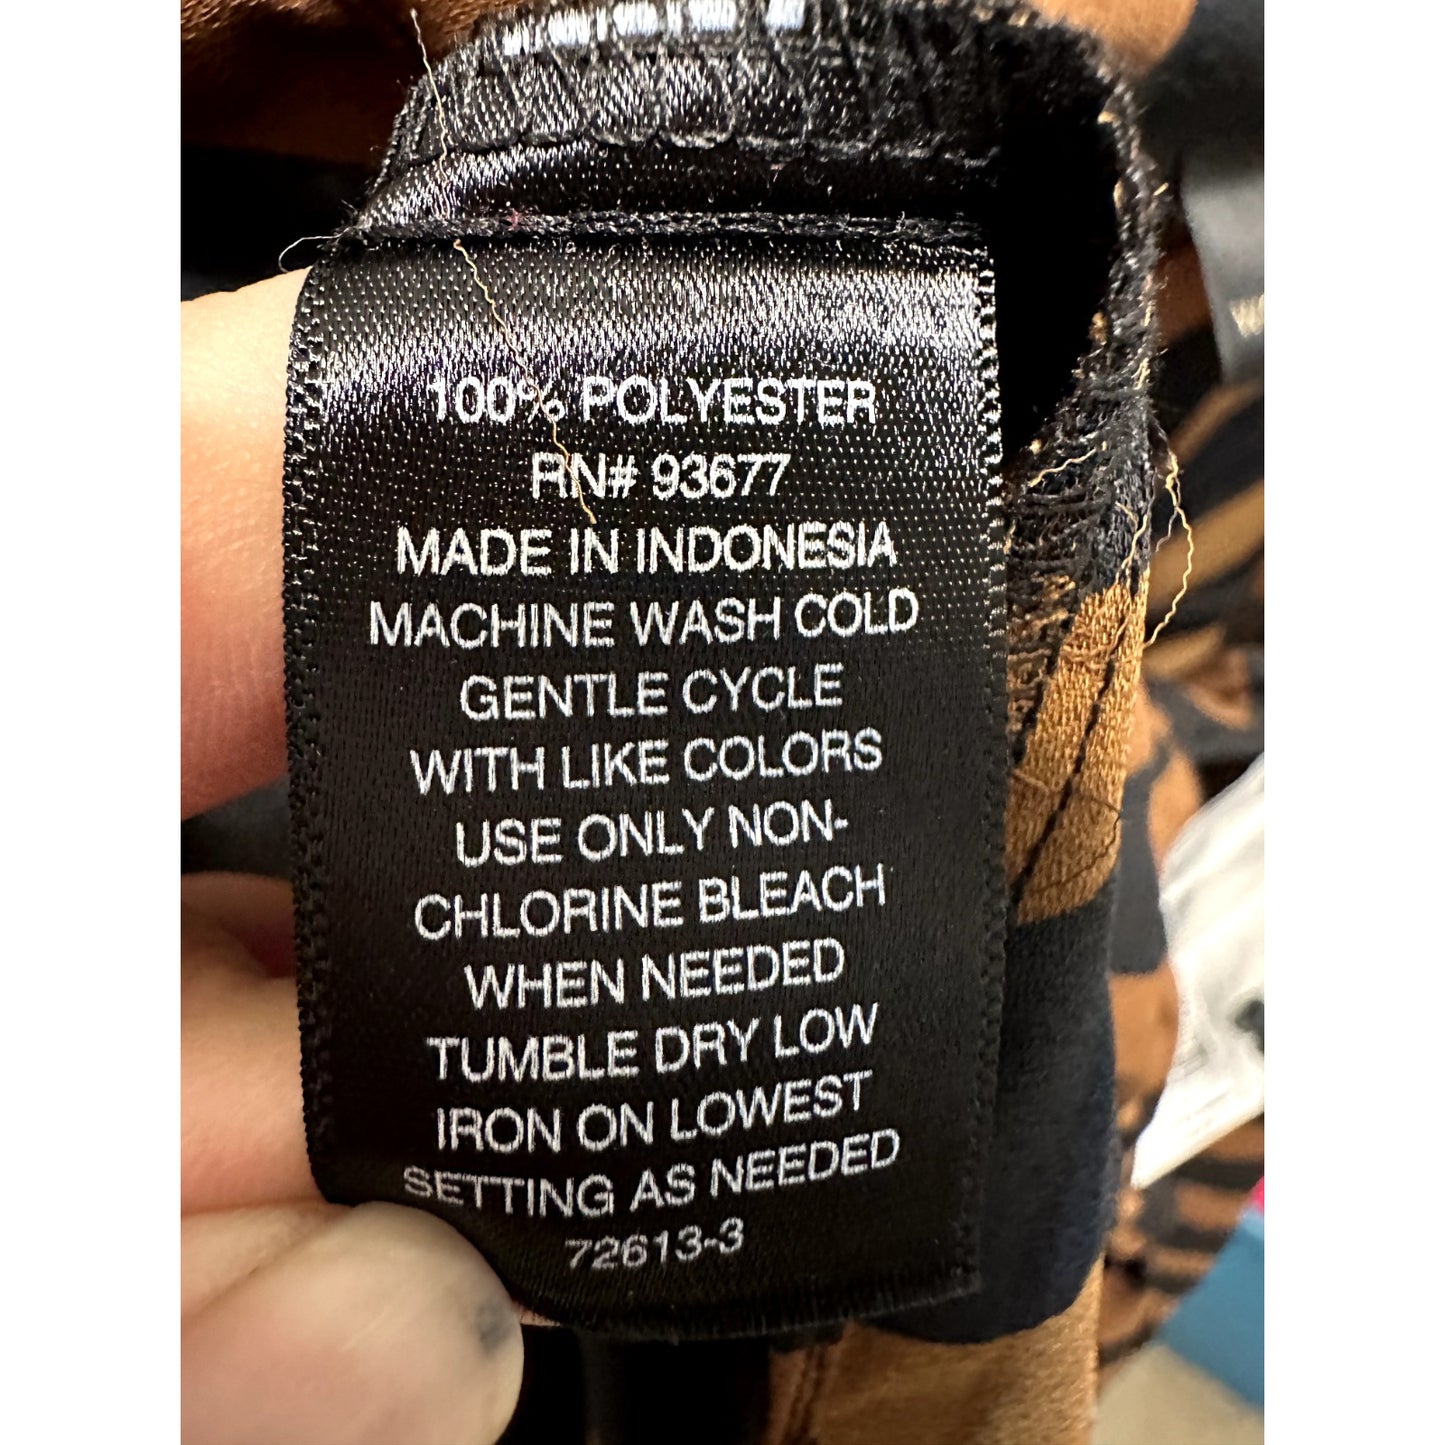 100% POLYESTER
RN# 93677
MADE IN INDONESIA
MACHINE WASH COLD
GENTLE CYCLE
WITH LIKE COLORS
USE ONLY NON-
CHLORINE BLEACH
WHEN NEEDED
TUMBLE DRY LOW
IRON ON LOWEST
SETTING AS NEEDED
72613-3